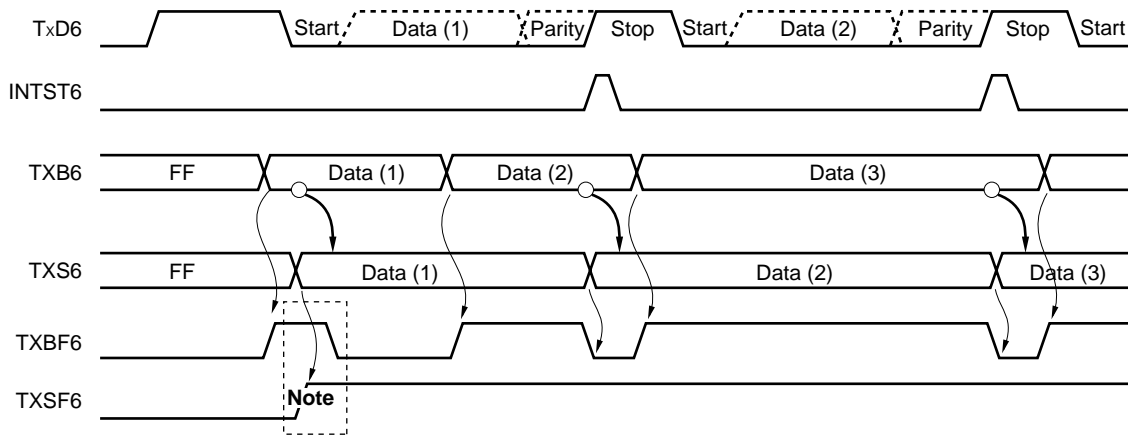 TxD6 Start Data (1) Parity Stop Start Data (2) Parity Stop Start
INTST6
TXB6 FF Data (1) Data (2) Data (3)
TXS6 FF Data (1) Data (2) Data (3)
TXBF6
Note
TXSF6